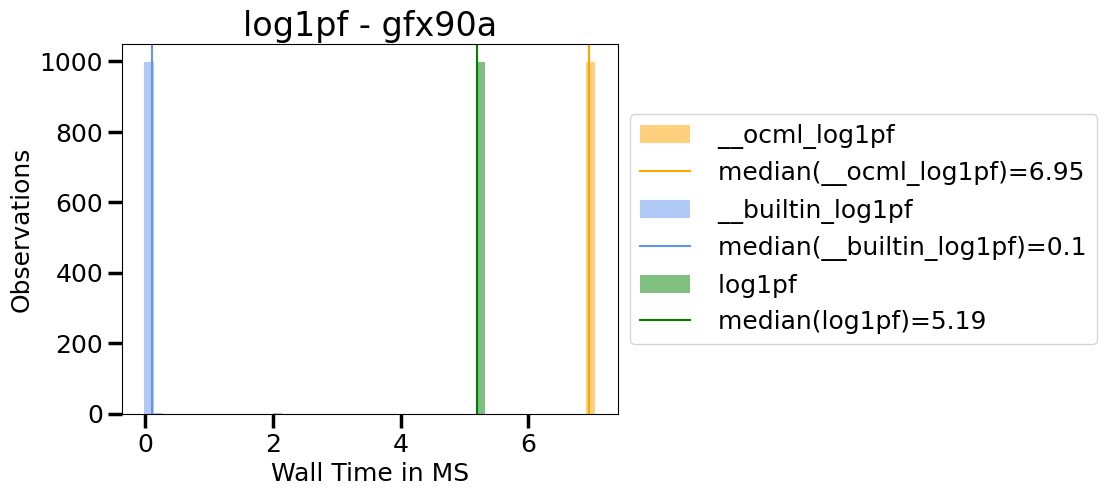 log1pf - gfx90a
1000
800
600
400
200
0
Observations
0 2 4 6
Wall Time in MS
__ocml_log1pf
median(__ocml_log1pf)=6.95
__builtin_log1pf
median(__builtin_log1pf)=0.1
log1pf
median(log1pf)=5.19